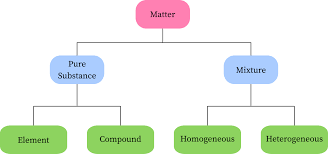 Matter
Pure
Substance
Mixture
Element
Compound
Homogeneous
Heterogeneous